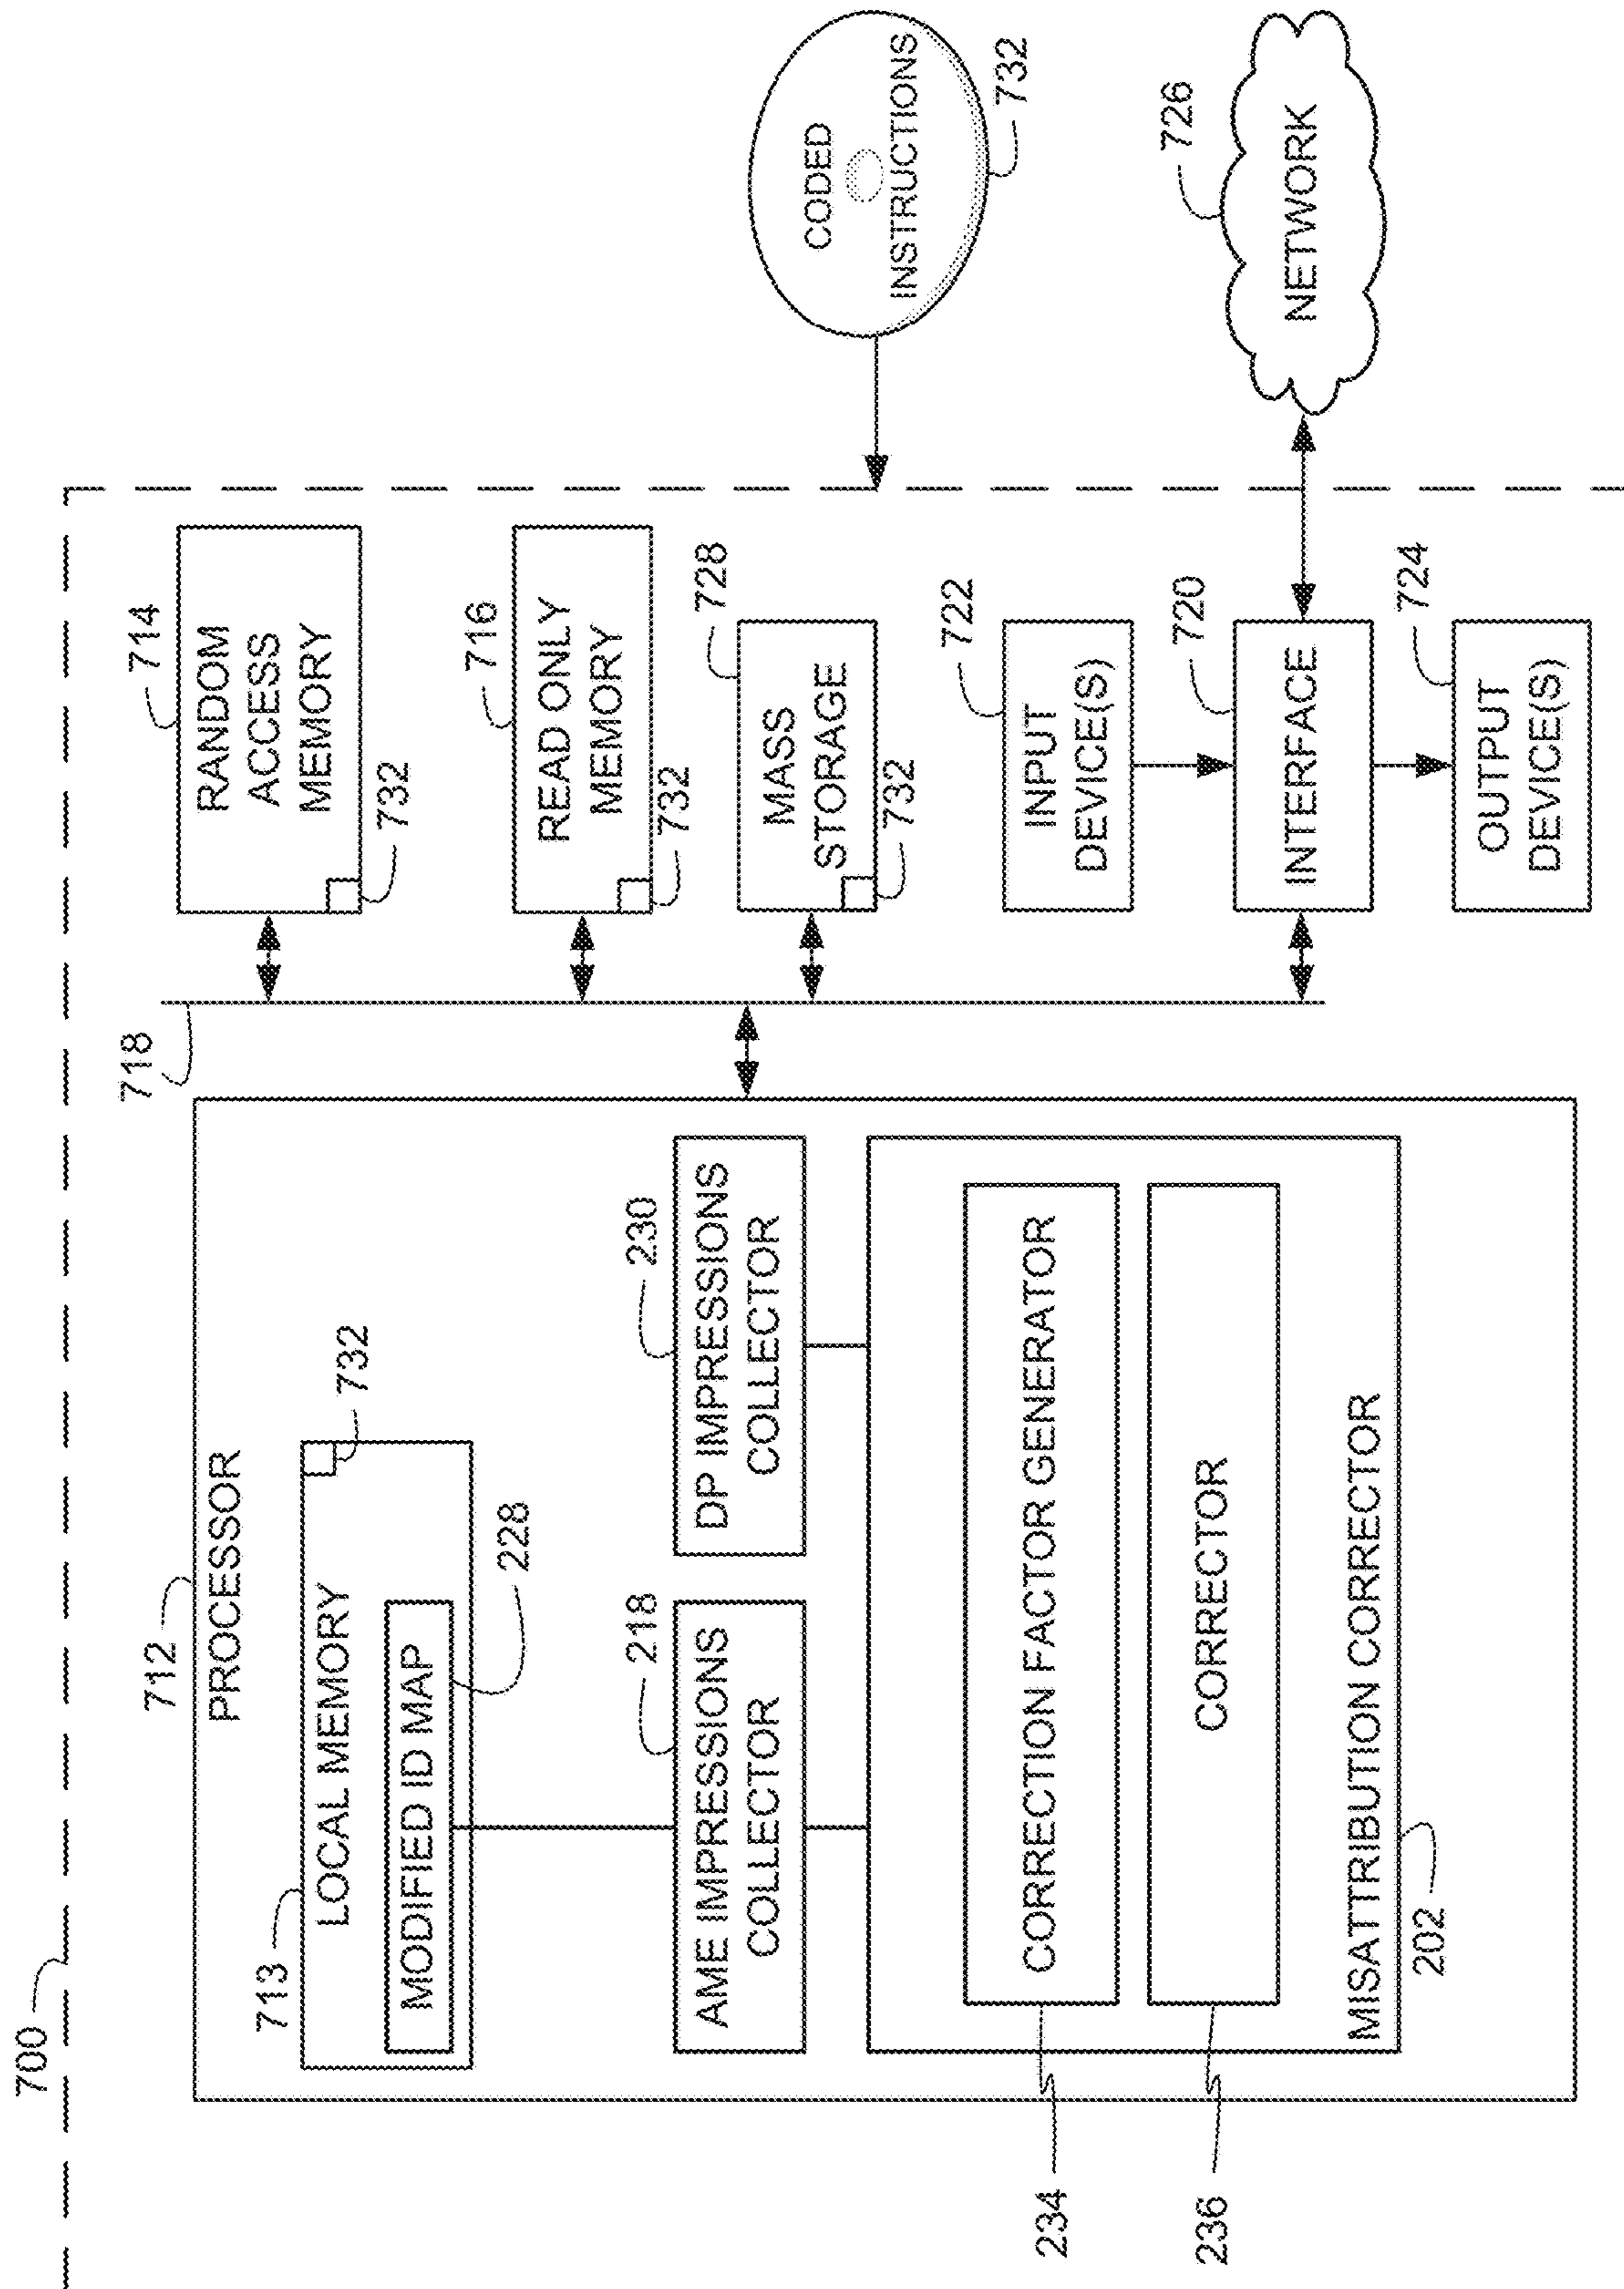 700
712
PROCESSOR
713
LOCAL MEMORY
732
MODIFIED ID MAP
228
218
AME IMPRESSIONS
COLLECTOR
230
DP IMPRESSIONS
COLLECTOR
234
CORRECTION FACTOR GENERATOR
236
CORRECTOR
MISATTRIBUTION CORRECTOR
202
718
714
RANDOM
ACCESS
MEMORY
732
716
READ ONLY
MEMORY
732
728
MASS
STORAGE
732
722
INPUT
DEVICE(S)
720
INTERFACE
724
OUTPUT
DEVICE(S)
CODED
INSTRUCTIONS
732
726
NETWORK